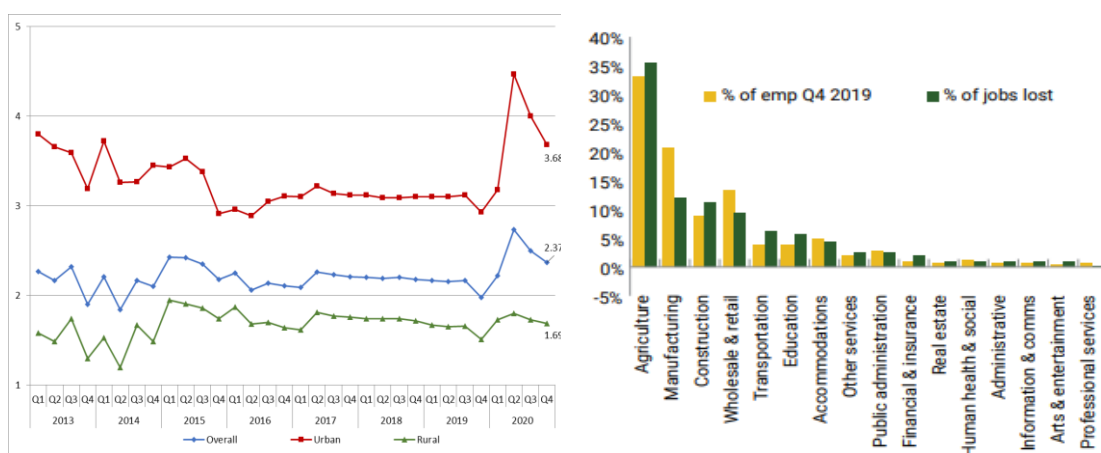 5
4
3
2
1
3.68
2.37
1.69
Q1 Q2 Q3 Q4 Q1 Q2 Q3 Q4 Q1 Q2 Q3 Q4 Q1 Q2 Q3 Q4 Q1 Q2 Q3 Q4 Q1 Q2 Q3 Q4 Q1 Q2 Q3 Q4 Q1 Q2 Q3 Q4
2013 2014 2015 2016 2017 2018 2019 2020
Overall Urban Rural
40%
35%
30%
25%
20%
15%
10%
5%
0%
-5%
% of emp Q4 2019 % of jobs lost
Agriculture
Manufacturing
Construction
Wholesale & retail
Transportation
Education
Accommodations
Other services
Public administration
Financial & insurance
Real estate
Human health & social
Administrative
Information & comms
Arts & entertainment
Professional services